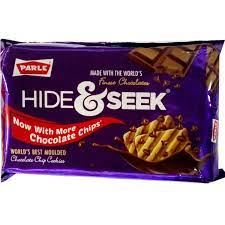 PARLE
MADE WITH THE WORLD'S
Finest Chocolates
HIDE & SEEK
Now With More
Chocolate Chips*
WORLD'S BEST MOULDED
Chocolate Chip Cookies